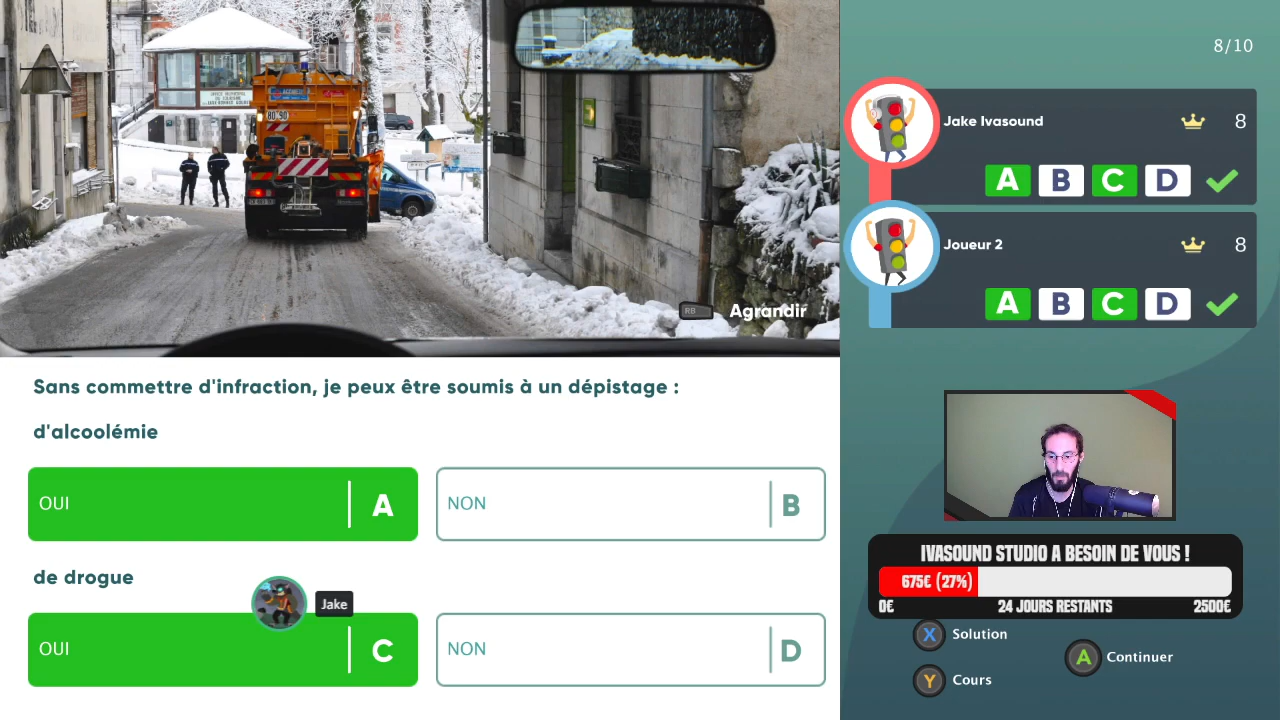 8/10
Jake Ivasound
8
A B C D
Joueur 2
8
A B C D
RB Agrandir
Sans commettre d'infraction, je peux être soumis à un dépistage :
d'alcoolémie
OUI A
NON B
de drogue
Jake
OUI C
NON D
IVASOUND STUDIO A BESOIN DE VOUS !
675€ (27%)
0€ 24 JOURS RESTANTS 2500€
X Solution
A Continuer
Y Cours